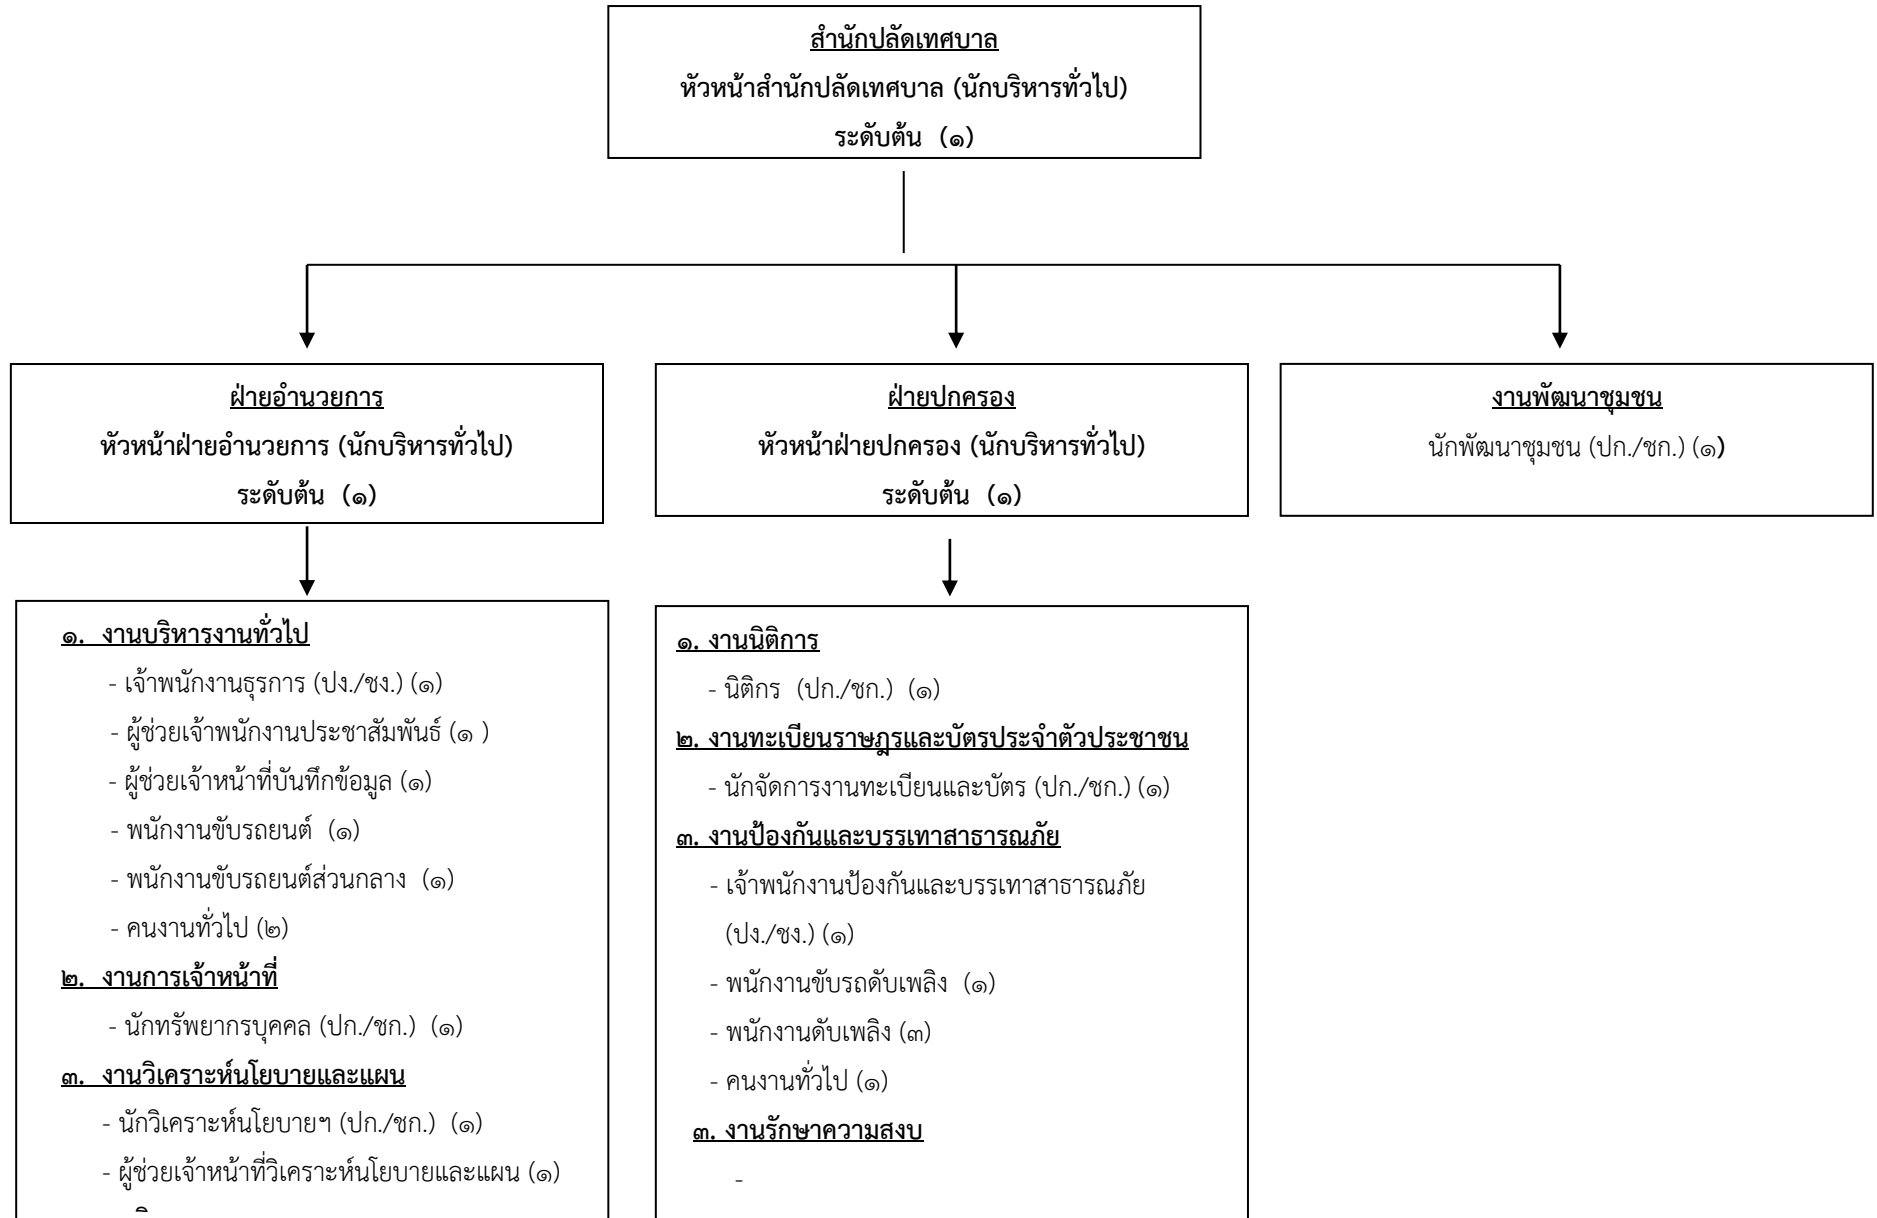 สำนักปลัดเทศบาล
หัวหน้าสำนักปลัดเทศบาล (นักบริหารทั่วไป)
ระดับต้น (๑)
ฝ่ายอำนวยการ
หัวหน้าฝ่ายอำนวยการ (นักบริหารทั่วไป)
ระดับต้น (๑)
ฝ่ายปกครอง
หัวหน้าฝ่ายปกครอง (นักบริหารทั่วไป)
ระดับต้น (๑)
งานพัฒนาชุมชน
นักพัฒนาชุมชน (ปก./ชก.) (๑)
๑. งานบริหารงานทั่วไป
- เจ้าพนักงานธุรการ (ปง./ชง.) (๑)
- ผู้ช่วยเจ้าพนักงานประชาสัมพันธ์ (๑ )
- ผู้ช่วยเจ้าหน้าที่บันทึกข้อมูล (๑)
- พนักงานขับรถยนต์ (๑)
- พนักงานขับรถยนต์ส่วนกลาง (๑)
- คนงานทั่วไป (๒)
๒. งานการเจ้าหน้าที่
- นักทรัพยากรบุคคล (ปก./ชก.) (๑)
๓. งานวิเคราะห์นโยบายและแผน
- นักวิเคราะห์นโยบายฯ (ปก./ชก.) (๑)
- ผู้ช่วยเจ้าหน้าที่วิเคราะห์นโยบายและแผน (๑)
๑. งานนิติการ
- นิติกร (ปก./ชก.) (๑)
๒. งานทะเบียนราษฎรและบัตรประจำตัวประชาชน
- นักจัดการงานทะเบียนและบัตร (ปก./ชก.) (๑)
๓. งานป้องกันและบรรเทาสาธารณภัย
- เจ้าพนักงานป้องกันและบรรเทาสาธารณภัย
(ปง./ชง.) (๑)
- พนักงานขับรถดับเพลิง (๑)
- พนักงานดับเพลิง (๓)
- คนงานทั่วไป (๑)
๓. งานรักษาความสงบ
-